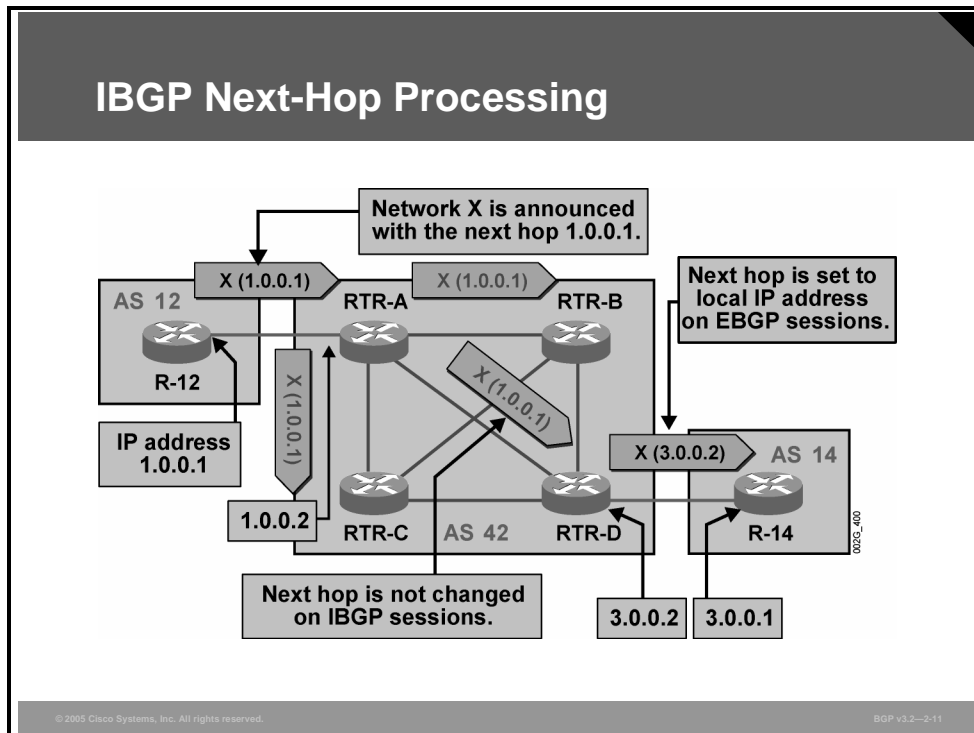 IBGP Next-Hop Processing
Network X is announced
with the next hop 1.0.0.1.
X (1.0.0.1)
X (1.0.0.1)
Next hop is set to
local IP address
on EBGP sessions.
AS 12
RTR-A
RTR-B
R-12
X (1.0.0.1)
X (1.0.0.1)
IP address
1.0.0.1
X (3.0.0.2)
AS 14
1.0.0.2
RTR-C
AS 42
RTR-D
R-14
002G_400
Next hop is not changed
on IBGP sessions.
3.0.0.2
3.0.0.1
© 2005 Cisco Systems, Inc. All rights reserved.
BGP v3.2—2-11